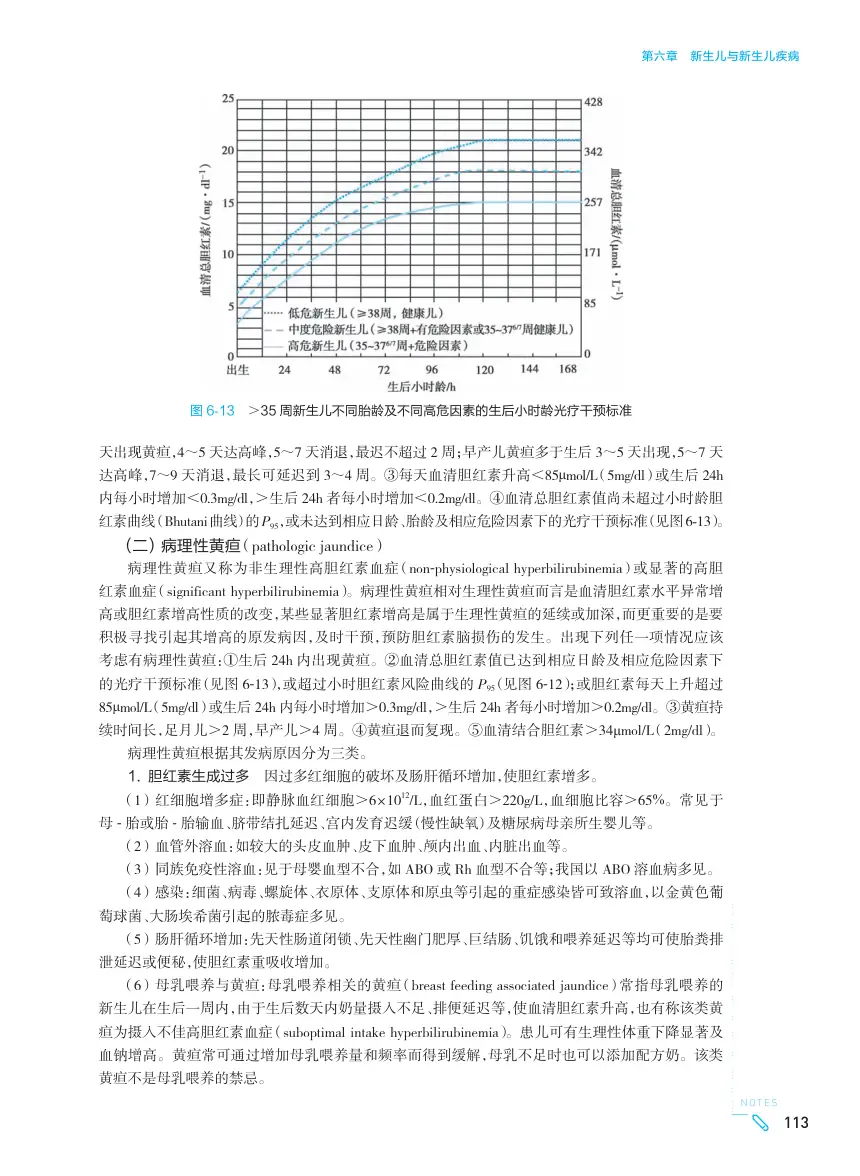 第六章 新生儿与新生儿疾病
25
20
15
10
5
0
血清总胆红素/(mg·dl⁻¹)
428
342
257
171
85
0
血清总胆红素/(μmol·L⁻¹)
低危新生儿(≥38周，健康儿)
中度危险新生儿(≥38周+有危险因素或35~37⁶/⁷周健康儿)
高危新生儿(35~37⁶/⁷周+危险因素)
出生 24 48 72 96 120 144 168
生后小时龄/h
图 6-13 ＞35 周新生儿不同胎龄及不同高危因素的生后小时龄光疗干预标准
天出现黄疸,4～5 天达高峰,5～7 天消退,最迟不超过 2 周;早产儿黄疸多于生后 3～5 天出现,5～7 天
达高峰,7～9 天消退,最长可延迟到 3～4 周。③每天血清胆红素升高＜85μmol/L(5mg/dl)或生后 24h
内每小时增加＜0.3mg/dl,＞生后 24h 者每小时增加＜0.2mg/dl。④血清总胆红素值尚未超过小时龄胆
红素曲线(Bhutani 曲线)的P₉₅,或未达到相应日龄、胎龄及相应危险因素下的光疗干预标准(见图 6-13)。
(二)病理性黄疸(pathologic jaundice)
病理性黄疸又称为非生理性高胆红素血症(non-physiological hyperbilirubinemia)或显著的高胆
红素血症(significant hyperbilirubinemia)。病理性黄疸相对生理性黄疸而言是血清胆红素水平异常增
高或胆红素增高性质的改变,某些显著胆红素增高是属于生理性黄疸的延续或加深,而更重要的是要
积极寻找引起其增高的原发病因,及时干预,预防胆红素脑损伤的发生。出现下列任一项情况应该
考虑有病理性黄疸:①生后 24h 内出现黄疸。②血清总胆红素值已达到相应日龄及相应危险因素下
的光疗干预标准(见图 6-13),或超过小时胆红素风险曲线的 P₉₅(见图 6-12);或胆红素每天上升超过
85μmol/L(5mg/dl)或生后 24h 内每小时增加＞0.3mg/dl,＞生后 24h 者每小时增加＞0.2mg/dl。③黄疸持
续时间长,足月儿＞2 周,早产儿＞4 周。④黄疸退而复现。⑤血清结合胆红素＞34μmol/L(2mg/dl)。
病理性黄疸根据其发病原因分为三类。
1. 胆红素生成过多 因过多红细胞的破坏及肠肝循环增加,使胆红素增多。
(1)红细胞增多症:即静脉血红细胞＞6×10¹²/L,血红蛋白＞220g/L,血细胞比容＞65%。常见于
母 - 胎或胎 - 胎输血、脐带结扎延迟、宫内发育迟缓(慢性缺氧)及糖尿病母亲所生婴儿等。
(2)血管外溶血:如较大的头皮血肿、皮下血肿、颅内出血、内脏出血等。
(3)同族免疫性溶血:见于母婴血型不合,如 ABO 或 Rh 血型不合等;我国以 ABO 溶血病多见。
(4)感染:细菌、病毒、螺旋体、衣原体、支原体和原虫等引起的重症感染皆可致溶血,以金黄色葡
萄球菌、大肠埃希菌引起的脓毒症多见。
(5)肠肝循环增加:先天性肠道闭锁、先天性幽门肥厚、巨结肠、饥饿和喂养延迟等均可使胎粪排
泄延迟或便秘,使胆红素重吸收增加。
(6)母乳喂养与黄疸:母乳喂养相关的黄疸(breast feeding associated jaundice)常指母乳喂养的
新生儿在生后一周内,由于生后数天内奶量摄入不足、排便延迟等,使血清胆红素升高,也有称该类黄
疸为摄入不佳高胆红素血症(suboptimal intake hyperbilirubinemia)。患儿可有生理性体重下降显著及
血钠增高。黄疸常可通过增加母乳喂养量和频率而得到缓解,母乳不足时也可以添加配方奶。该类
黄疸不是母乳喂养的禁忌。
NOTES
113